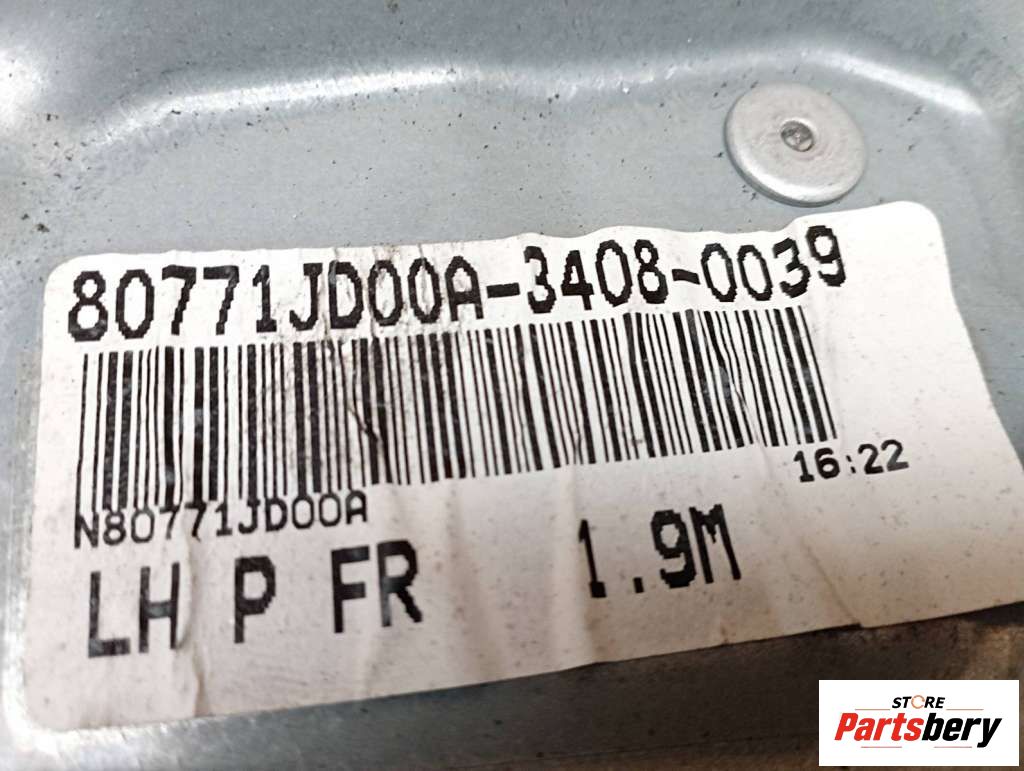 80771JD00A-3408-0039
16:22
N80771JD00A
LH P FR 1.9M
STORE
Partsbery